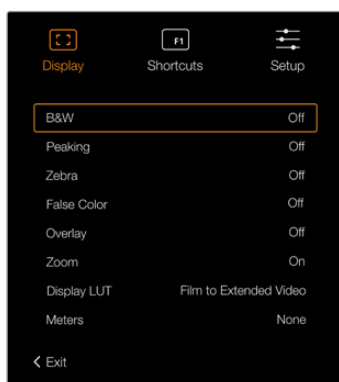 F1
Display Shortcuts Setup
B&W Off
Peaking Off
Zebra Off
False Color Off
Overlay Off
Zoom On
Display LUT Film to Extended Video
Meters None
Exit